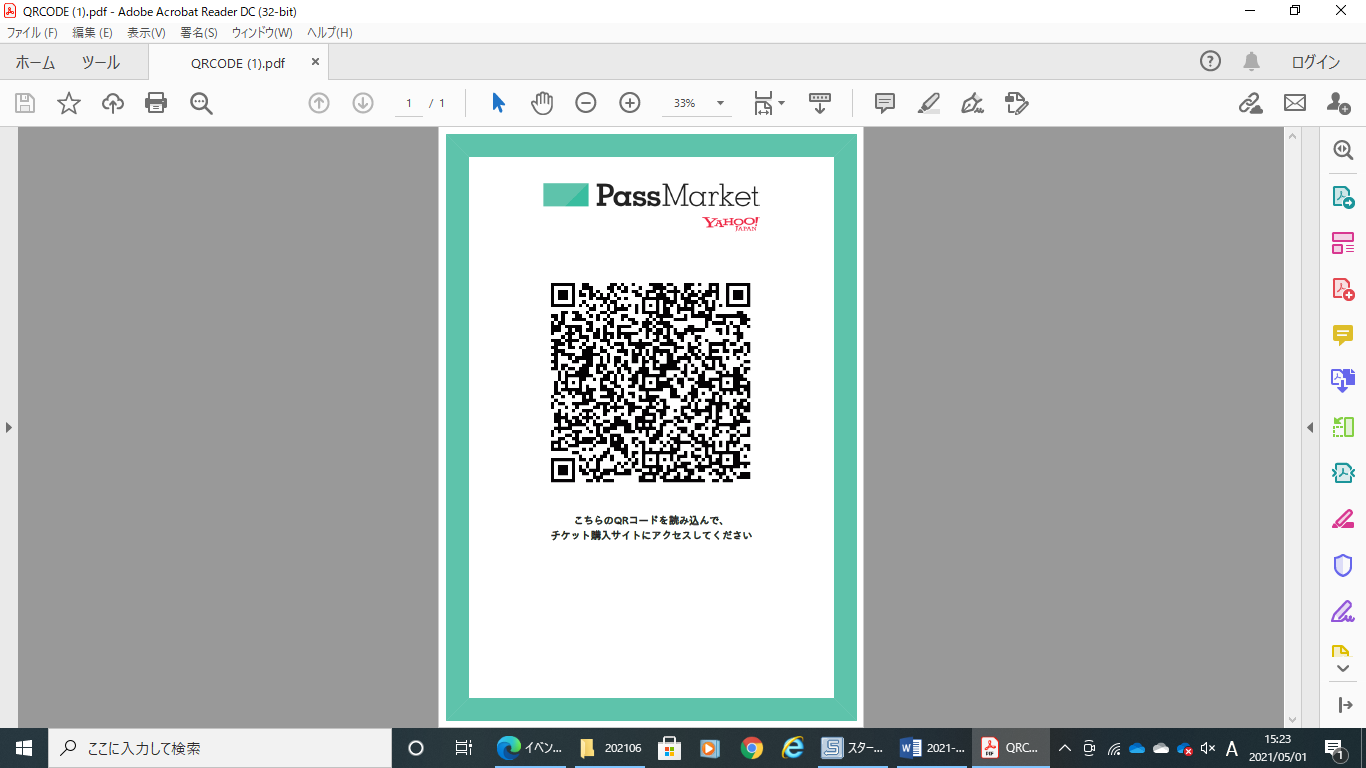 QRCODE (1).pdf - Adobe Acrobat Reader DC (32-bit)
ファイル (F) 編集 (E) 表示(V) 署名(S) ウィンドウ(W) ヘルプ(H)
ホーム ツール QRCODE (1).pdf × ログイン
1 / 1 33%
PassMarket
YAHOO!
JAPAN
こちらのQRコードを読み込んで、
チケット購入サイトにアクセスしてください
ここに入力して検索 イベン... 202106 スター... 2021-... QRC... A 15:23
2021/05/01 1